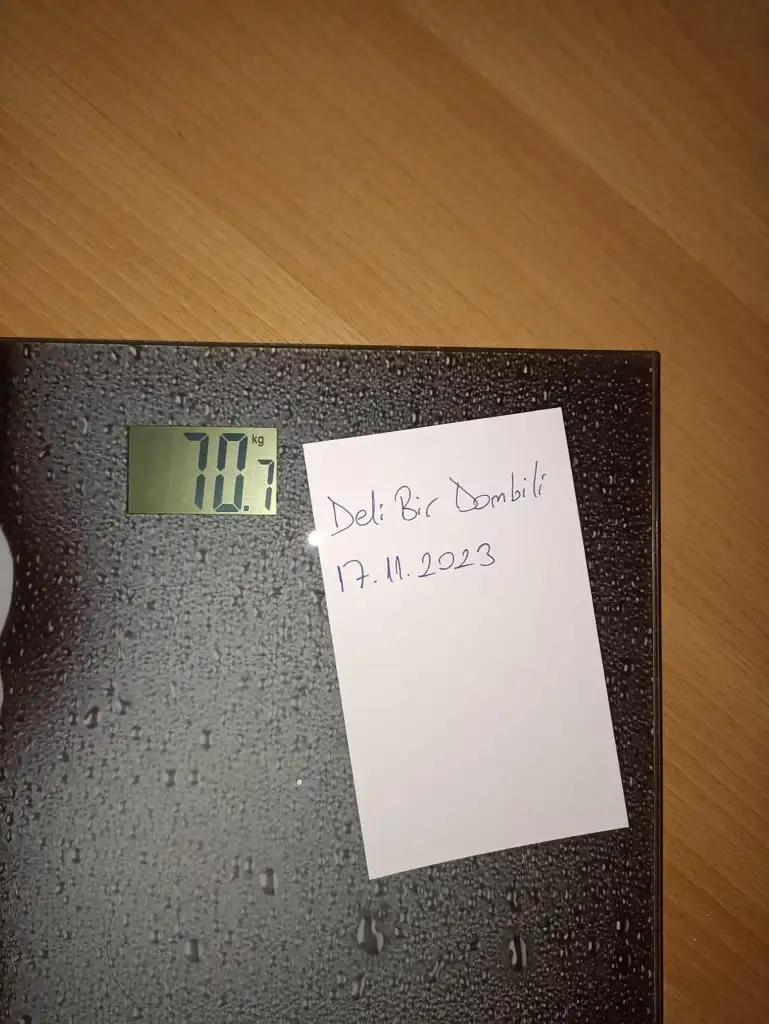 70.7 kg
Deli Bir Dombili
17.11.2023